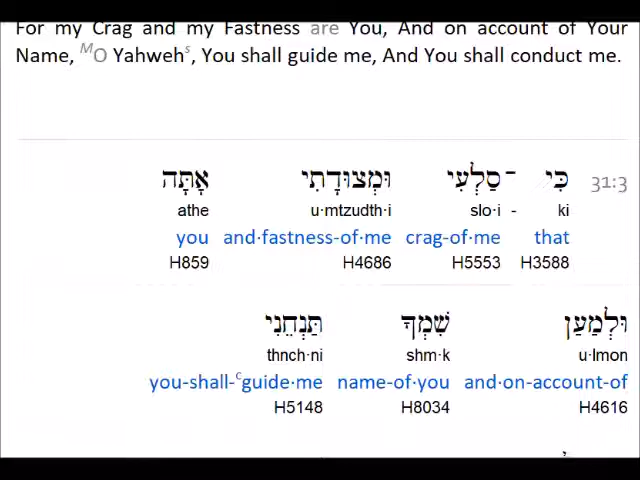 For my Crag and my Fastness are You, And on account of Your
Name, ᴹO Yahwehˢ, You shall guide me, And You shall conduct me.
31:3 כִּי ־ סַלְעִי וּמְצוּדָתִי אָתָּה
athe u·mtzudth·i slo·i - ki
you and·fastness-of·me crag-of·me that
H859 H4686 H5553 H3588
וּלְמַעַן שִׁמְךָ תַּנְחֵנִי
thnch·ni shm·k u·lmon
you-shall-ᶜguide·me name-of·you and·on-account-of
H5148 H8034 H4616